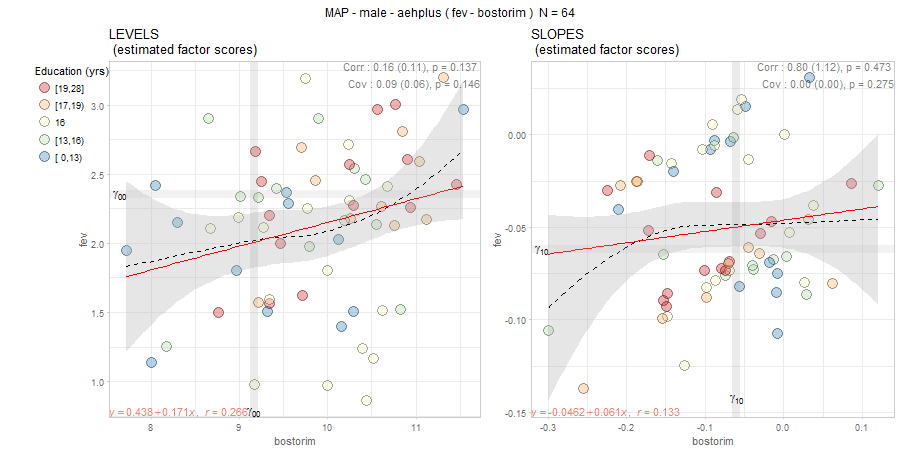 MAP - male - aehplus ( fev - bostorim ) N = 64
LEVELS
(estimated factor scores)
Education (yrs)
[19,28]
[17,19)
16
[13,16)
[ 0,13)
Corr : 0.16 (0.11), p = 0.137
Cov : 0.09 (0.06), p = 0.146
3.0
2.5
2.0
1.5
1.0
fev
γ00
γ00
y = 0.438+0.171x, r = 0.266
8
9
10
11
bostorim
SLOPES
(estimated factor scores)
Corr : 0.80 (1.12), p = 0.473
Cov : 0.00 (0.00), p = 0.275
0.00
-0.05
-0.10
-0.15
fev
γ10
γ10
y = -0.0462+0.061x, r = 0.133
-0.3
-0.2
-0.1
0.0
0.1
bostorim